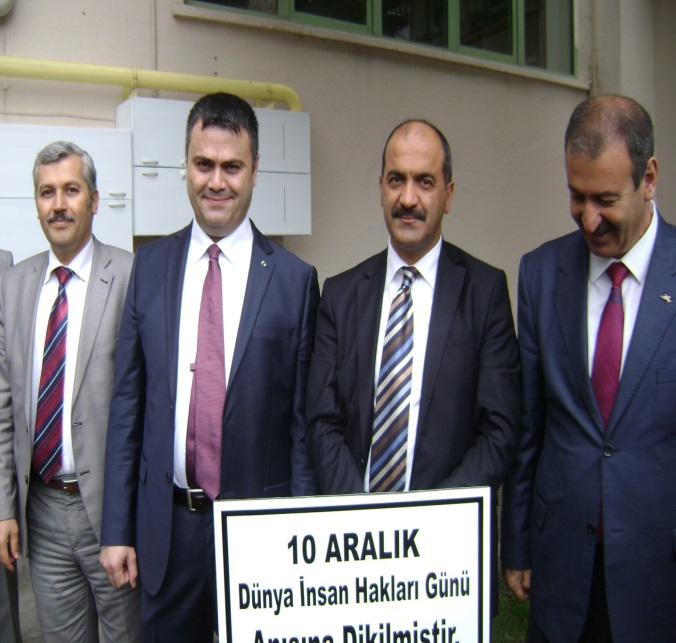 10 ARALIK
Dünya İnsan Hakları Günü
Anısına Dikilmiştir.